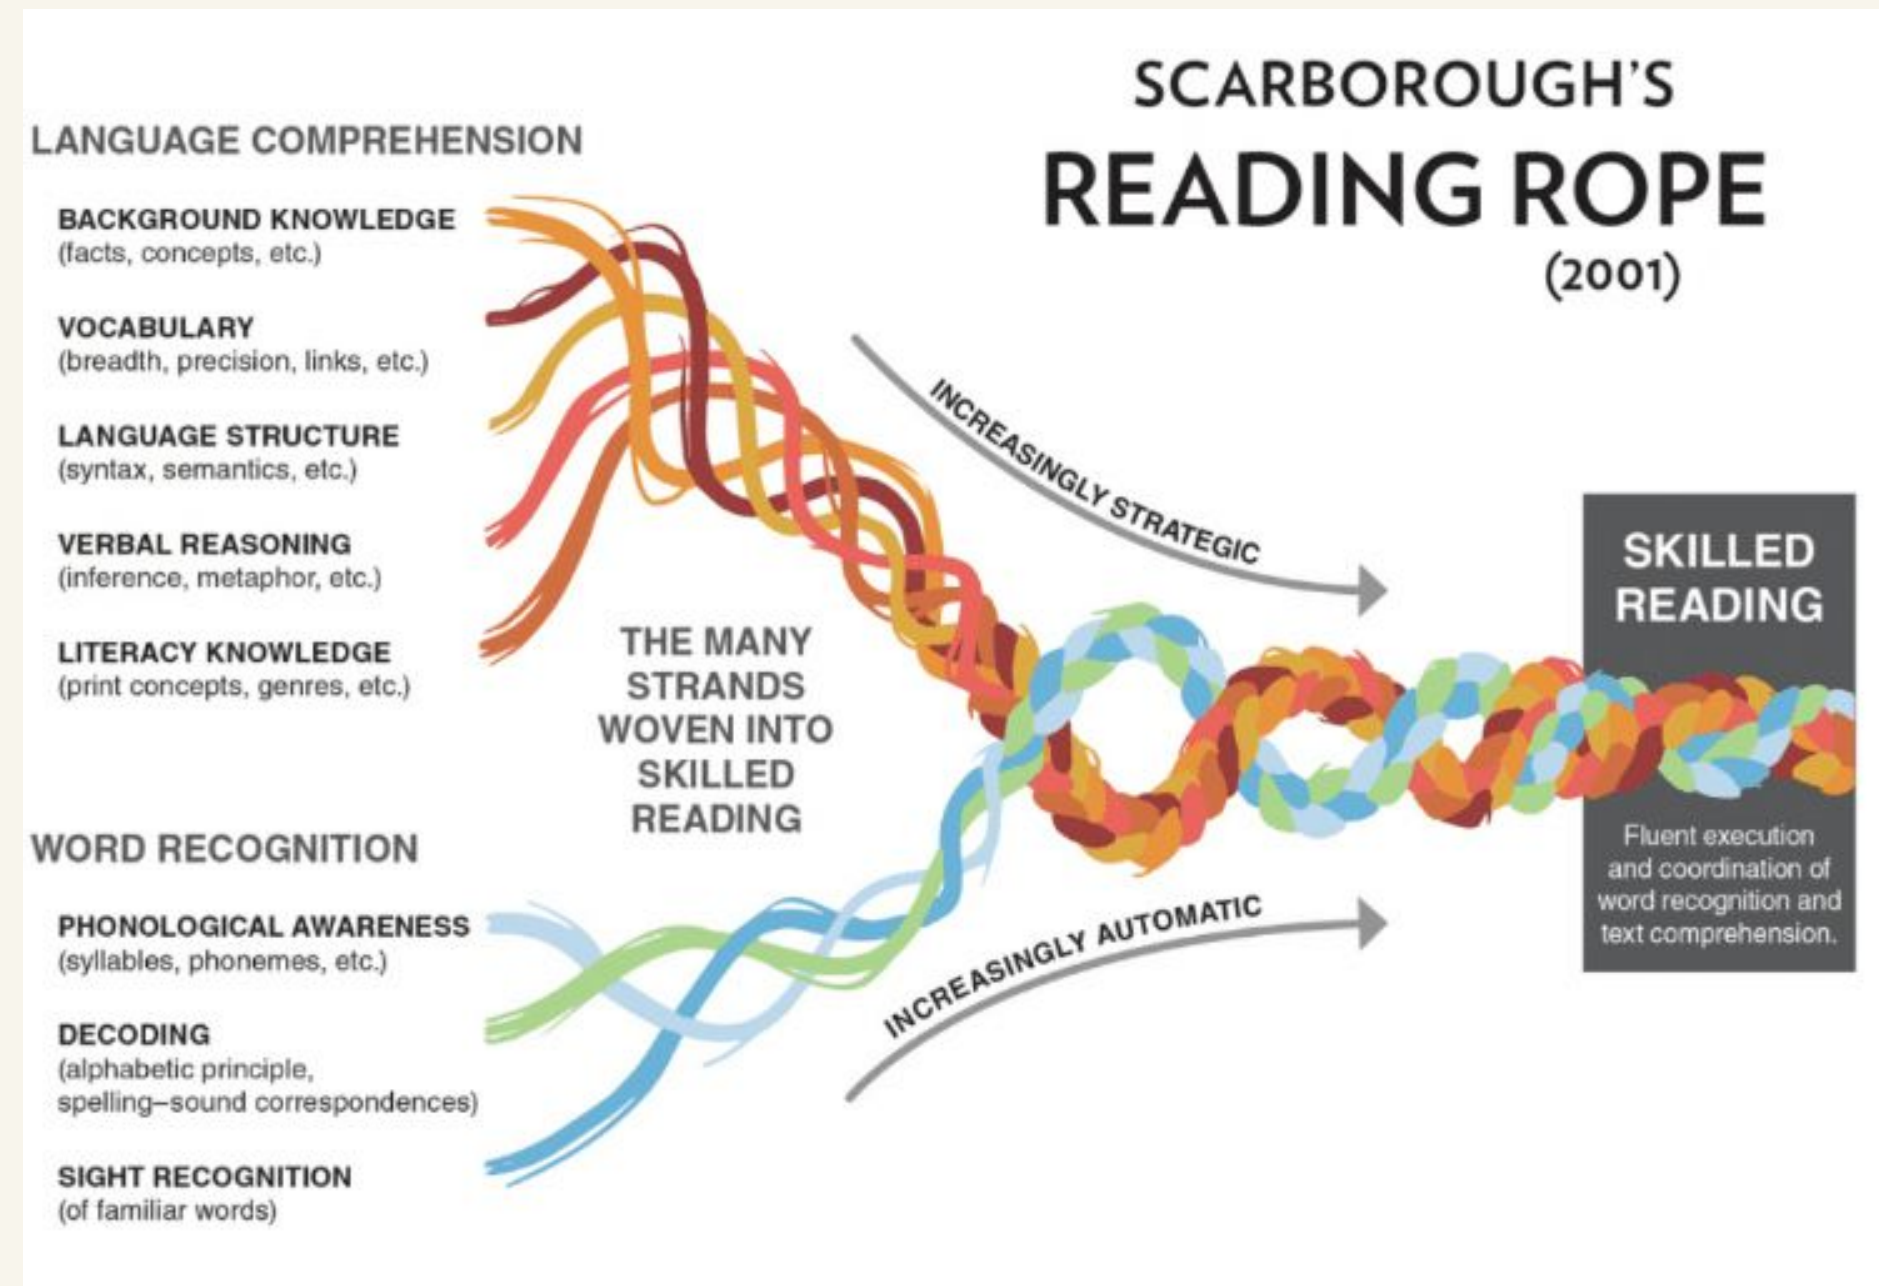 SCARBOROUGH'S
READING ROPE
(2001)
LANGUAGE COMPREHENSION
BACKGROUND KNOWLEDGE
(facts, concepts, etc.)
VOCABULARY
(breadth, precision, links, etc.)
LANGUAGE STRUCTURE
(syntax, semantics, etc.)
VERBAL REASONING
(inference, metaphor, etc.)
LITERACY KNOWLEDGE
(print concepts, genres, etc.)
THE MANY
STRANDS
WOVEN INTO
SKILLED
READING
WORD RECOGNITION
PHONOLOGICAL AWARENESS
(syllables, phonemes, etc.)
DECODING
(alphabetic principle,
spelling–sound correspondences)
SIGHT RECOGNITION
(of familiar words)
INCREASINGLY STRATEGIC
INCREASINGLY AUTOMATIC
SKILLED
READING
Fluent execution
and coordination of
word recognition and
text comprehension.